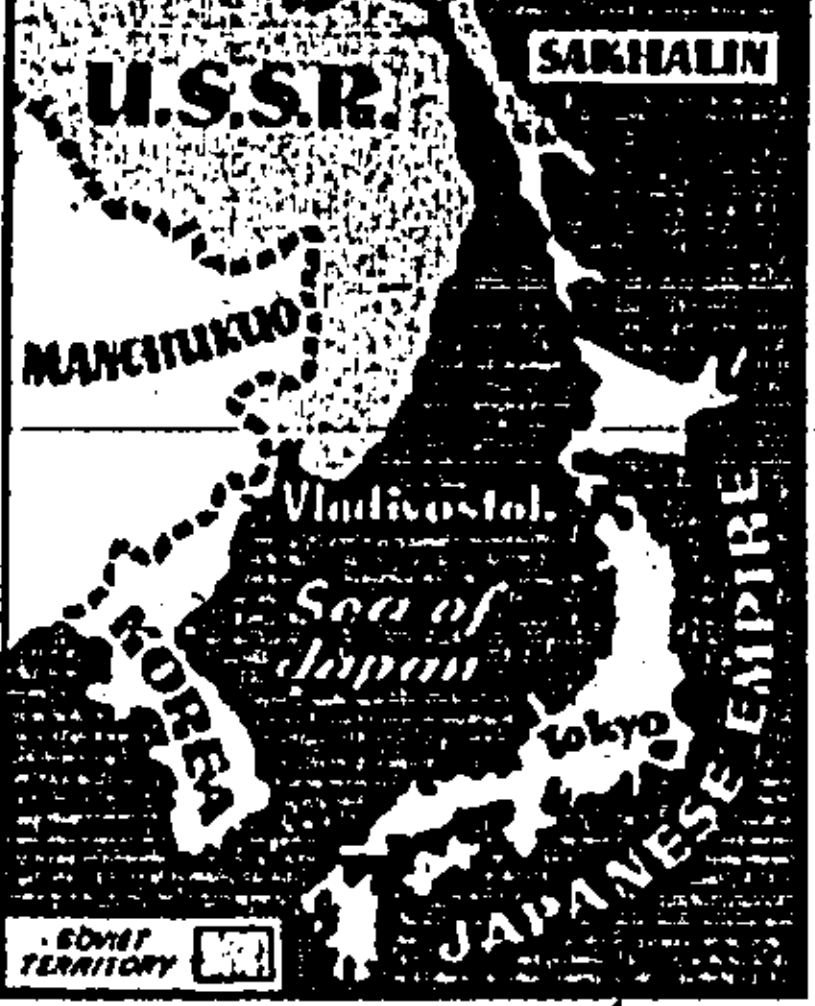 SAKHALIN
U.S.S.R.
MANCHUKUO
Vladivostok
Sea of
Japan
KOREA
Tokyo
JAPANESE EMPIRE
SOVIET
TERRITORY